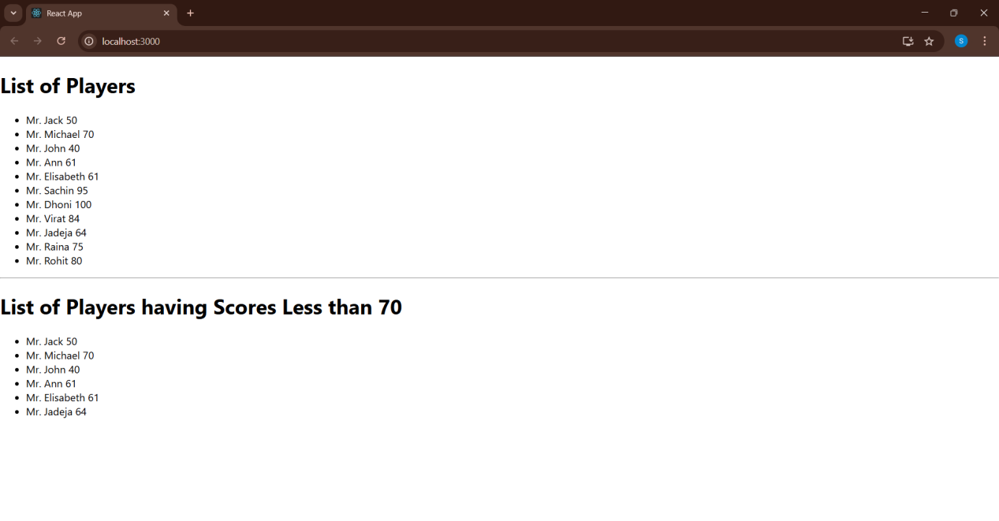 React App
localhost:3000
S
List of Players
Mr. Jack 50
Mr. Michael 70
Mr. John 40
Mr. Ann 61
Mr. Elisabeth 61
Mr. Sachin 95
Mr. Dhoni 100
Mr. Virat 84
Mr. Jadeja 64
Mr. Raina 75
Mr. Rohit 80
List of Players having Scores Less than 70
Mr. Jack 50
Mr. Michael 70
Mr. John 40
Mr. Ann 61
Mr. Elisabeth 61
Mr. Jadeja 64